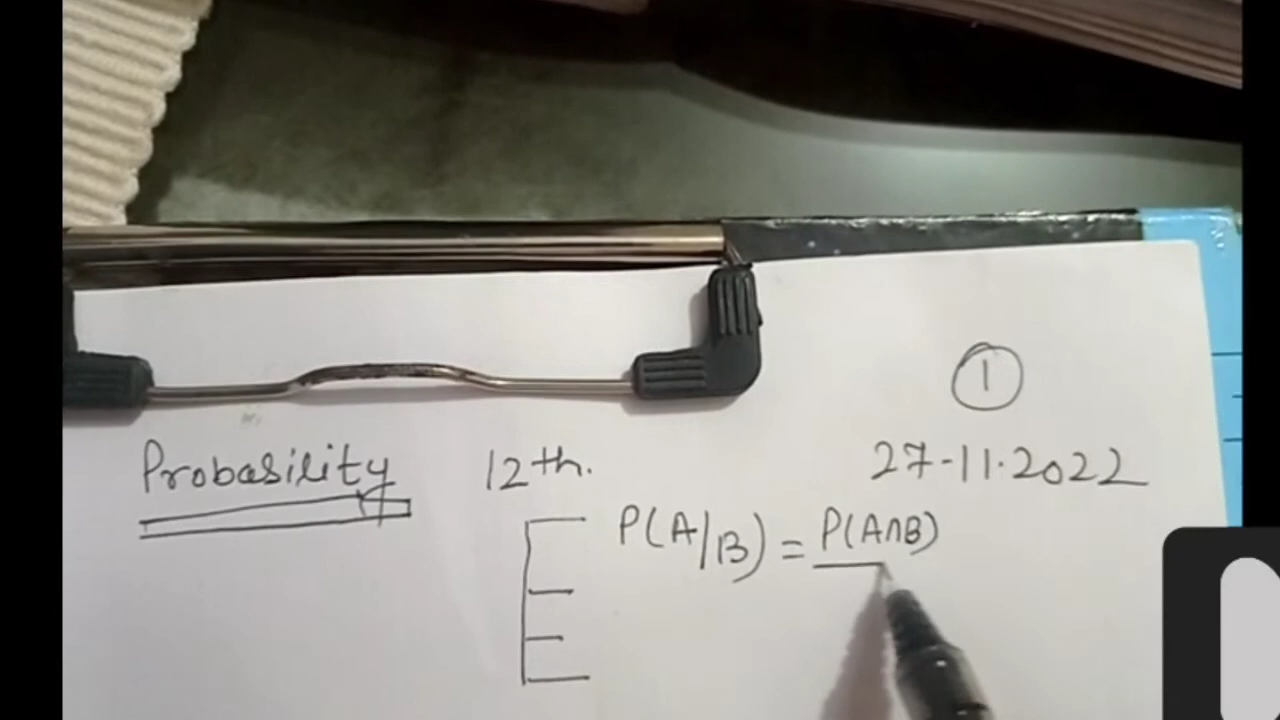 ①
Probability 12th. 27-11-2022
P(A/B) = P(A∩B)